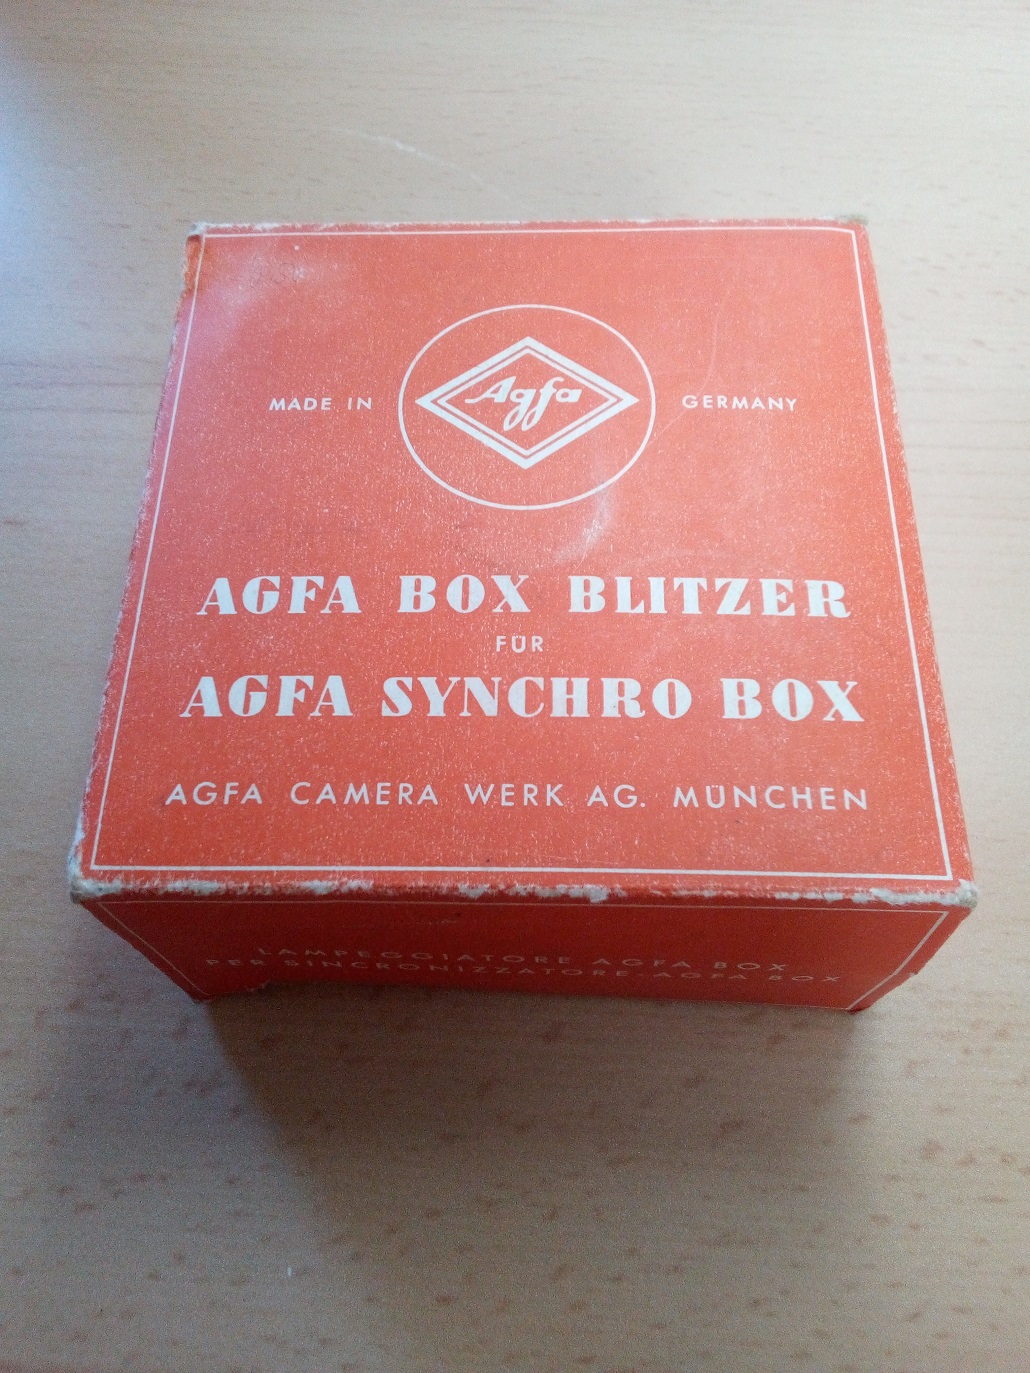 MADE IN Agfa GERMANY
AGFA BOX BLITZER
FÜR
AGFA SYNCHRO BOX
AGFA CAMERA WERK AG. MÜNCHEN
LAMPEGGIATORE AGFA BOX
PER SINCRONIZZATORE-AGFA BOX